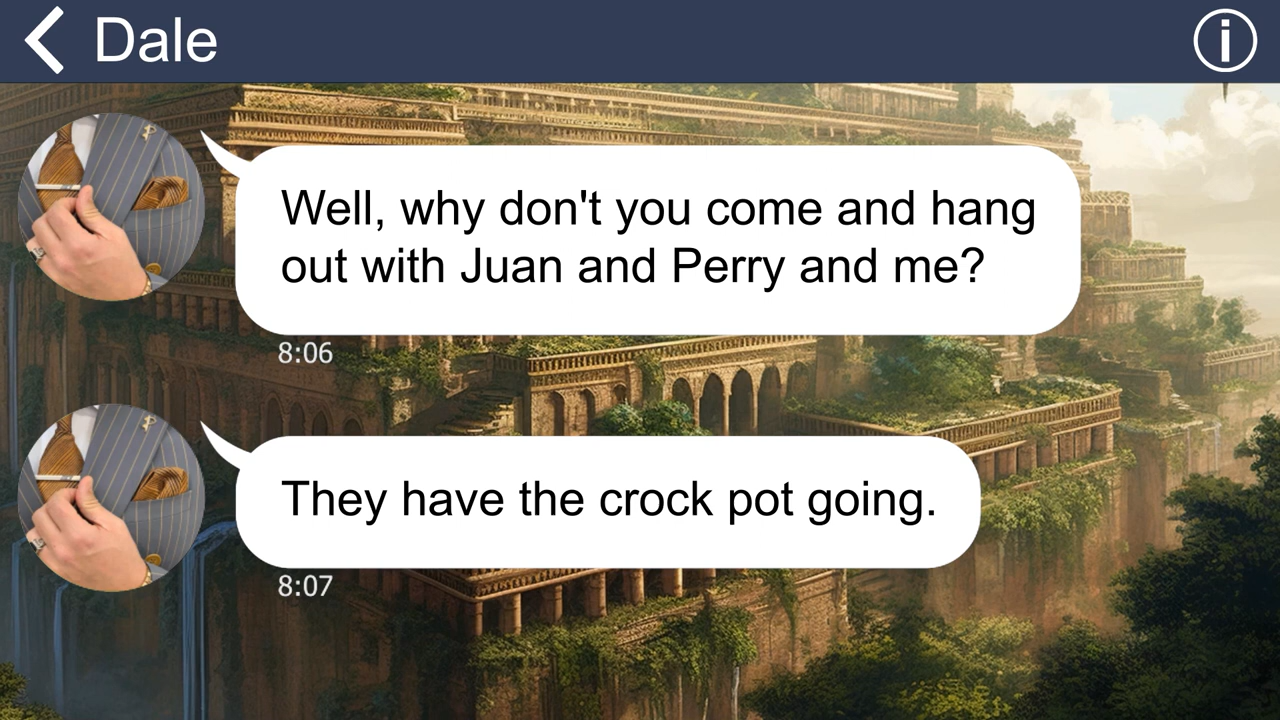 Dale
Well, why don't you come and hang
out with Juan and Perry and me?
8:06
They have the crock pot going.
8:07